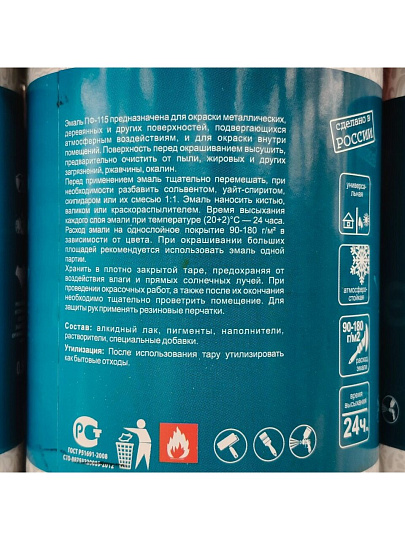 Эмаль ПФ-115 предназначена для окраски металлических,
деревянных и других поверхностей, подвергающихся
атмосферным воздействиям, и для окраски внутри
помещений. Поверхность перед окрашиванием высушить,
предварительно очистить от пыли, жировых и других
загрязнений, ржавчины, окалин.
Перед применением эмаль тщательно перемешать, при
необходимости разбавить сольвентом, уайт-спиритом,
скипидаром или их смесью 1:1. Эмаль наносить кистью,
валиком или краскораспылителем. Время высыхания
каждого слоя эмали при температуре (20+2)°С — 24 часа.
Расход эмали на однослойное покрытие 90-180 г/м² в
зависимости от цвета. При окрашивании больших
площадей рекомендуется использовать эмаль одной
партии.
Хранить в плотно закрытой таре, предохраняя от
воздействия влаги и прямых солнечных лучей. При
проведении окрасочных работ, а также после их окончания
необходимо тщательно проветрить помещение. Для
защиты рук применять резиновые перчатки.
Состав: алкидный лак, пигменты, наполнители,
растворители, специальные добавки.
Утилизация: После использования тару утилизировать
как бытовые отходы.
сделано в
РОССИИ
универсальная
атмосферостойкая
90-180
г/м2
расход
эмали
время
высыхания
24ч.
РСТ
ГОСТ Р51691-2008